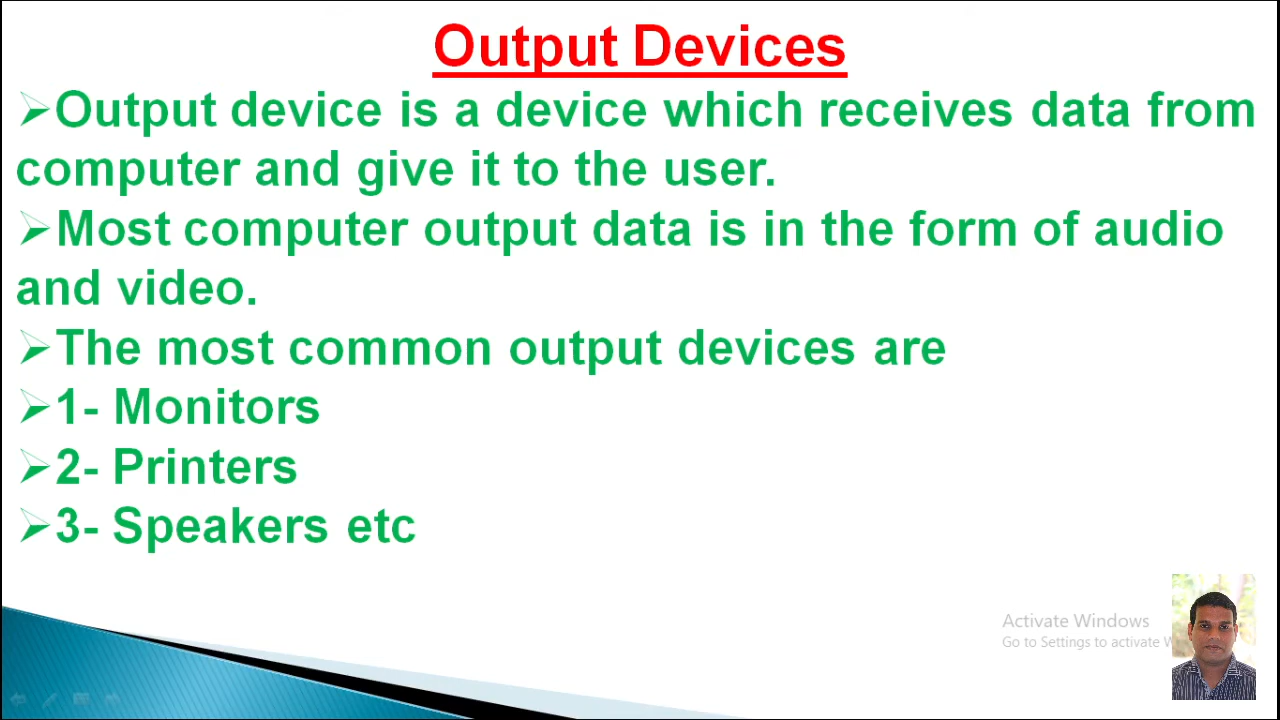 Output Devices
➢Output device is a device which receives data from
computer and give it to the user.
➢Most computer output data is in the form of audio
and video.
➢The most common output devices are
➢1- Monitors
➢2- Printers
➢3- Speakers etc
Activate Windows
Go to Settings to activate